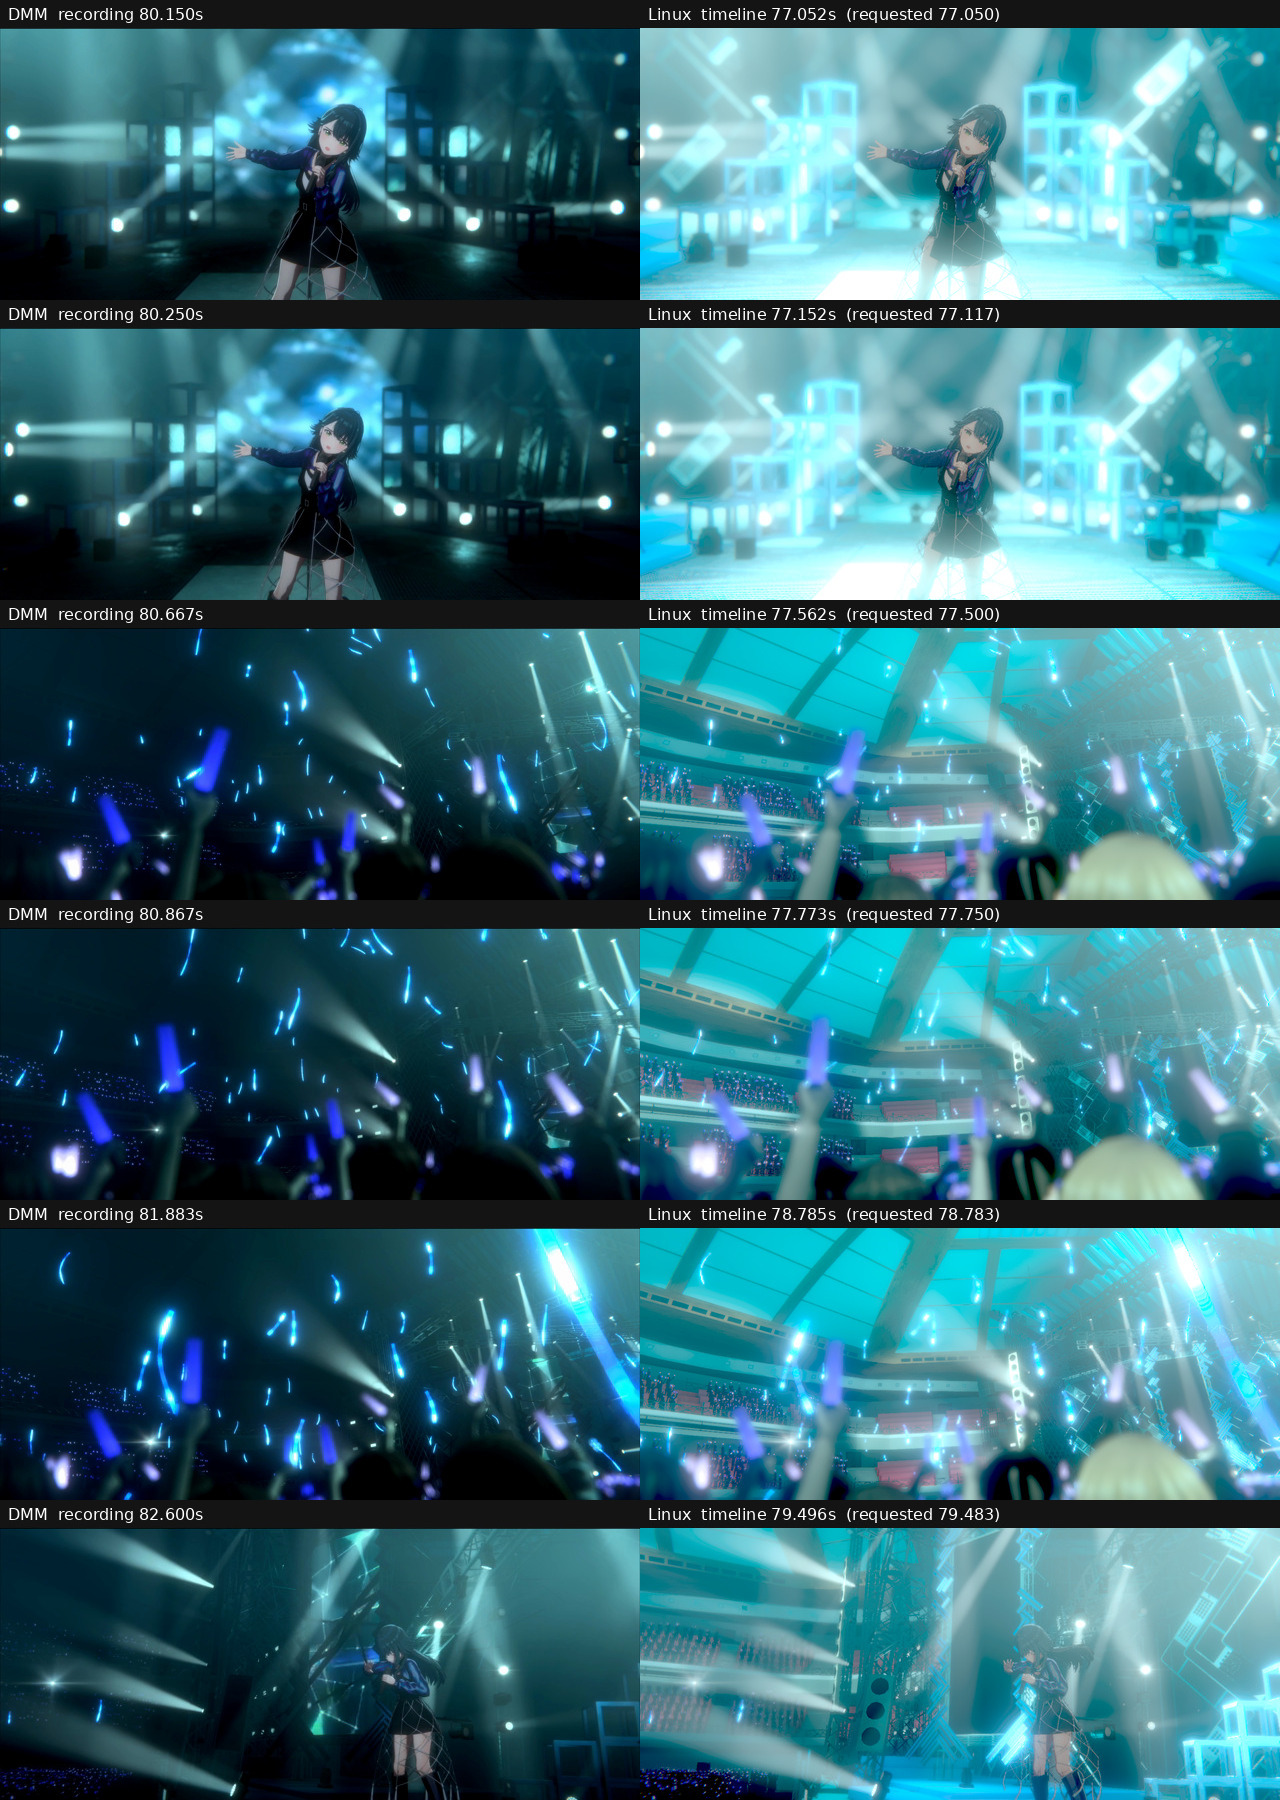 DMM  recording 80.150s
Linux  timeline 77.052s  (requested 77.050)
DMM  recording 80.250s
Linux  timeline 77.152s  (requested 77.117)
DMM  recording 80.667s
Linux  timeline 77.562s  (requested 77.500)
DMM  recording 80.867s
Linux  timeline 77.773s  (requested 77.750)
DMM  recording 81.883s
Linux  timeline 78.785s  (requested 78.783)
DMM  recording 82.600s
Linux  timeline 79.496s  (requested 79.483)